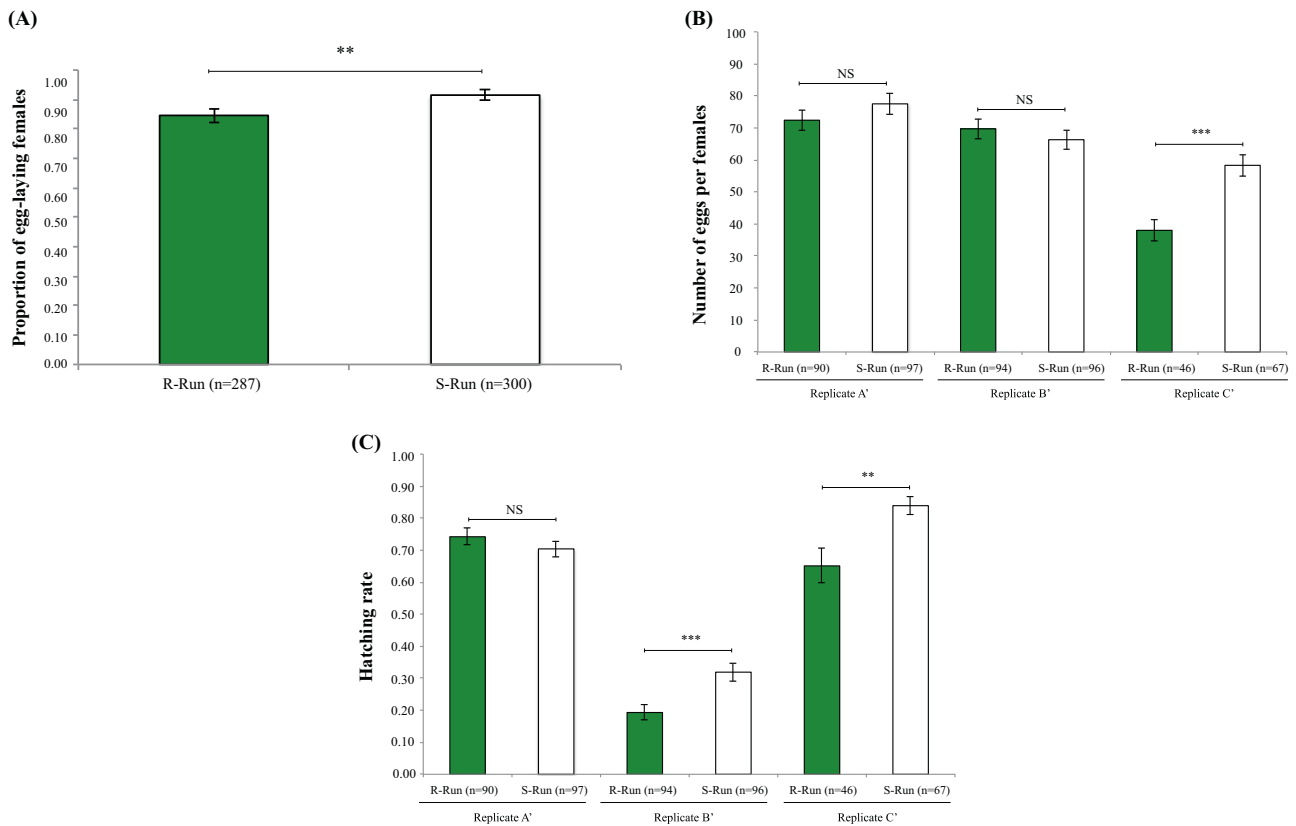 (A)
**
Proportion of egg-laying females
1.00
0.90
0.80
0.70
0.60
0.50
0.40
0.30
0.20
0.10
0.00
R-Run (n=287) S-Run (n=300)
(B)
Number of eggs per females
100
90
80
70
60
50
40
30
20
10
0
NS NS ***
R-Run (n=90) S-Run (n=97) R-Run (n=94) S-Run (n=96) R-Run (n=46) S-Run (n=67)
Replicate A’ Replicate B’ Replicate C’
(C)
Hatching rate
1.00
0.90
0.80
0.70
0.60
0.50
0.40
0.30
0.20
0.10
0.00
NS *** **
R-Run (n=90) S-Run (n=97) R-Run (n=94) S-Run (n=96) R-Run (n=46) S-Run (n=67)
Replicate A’ Replicate B’ Replicate C’